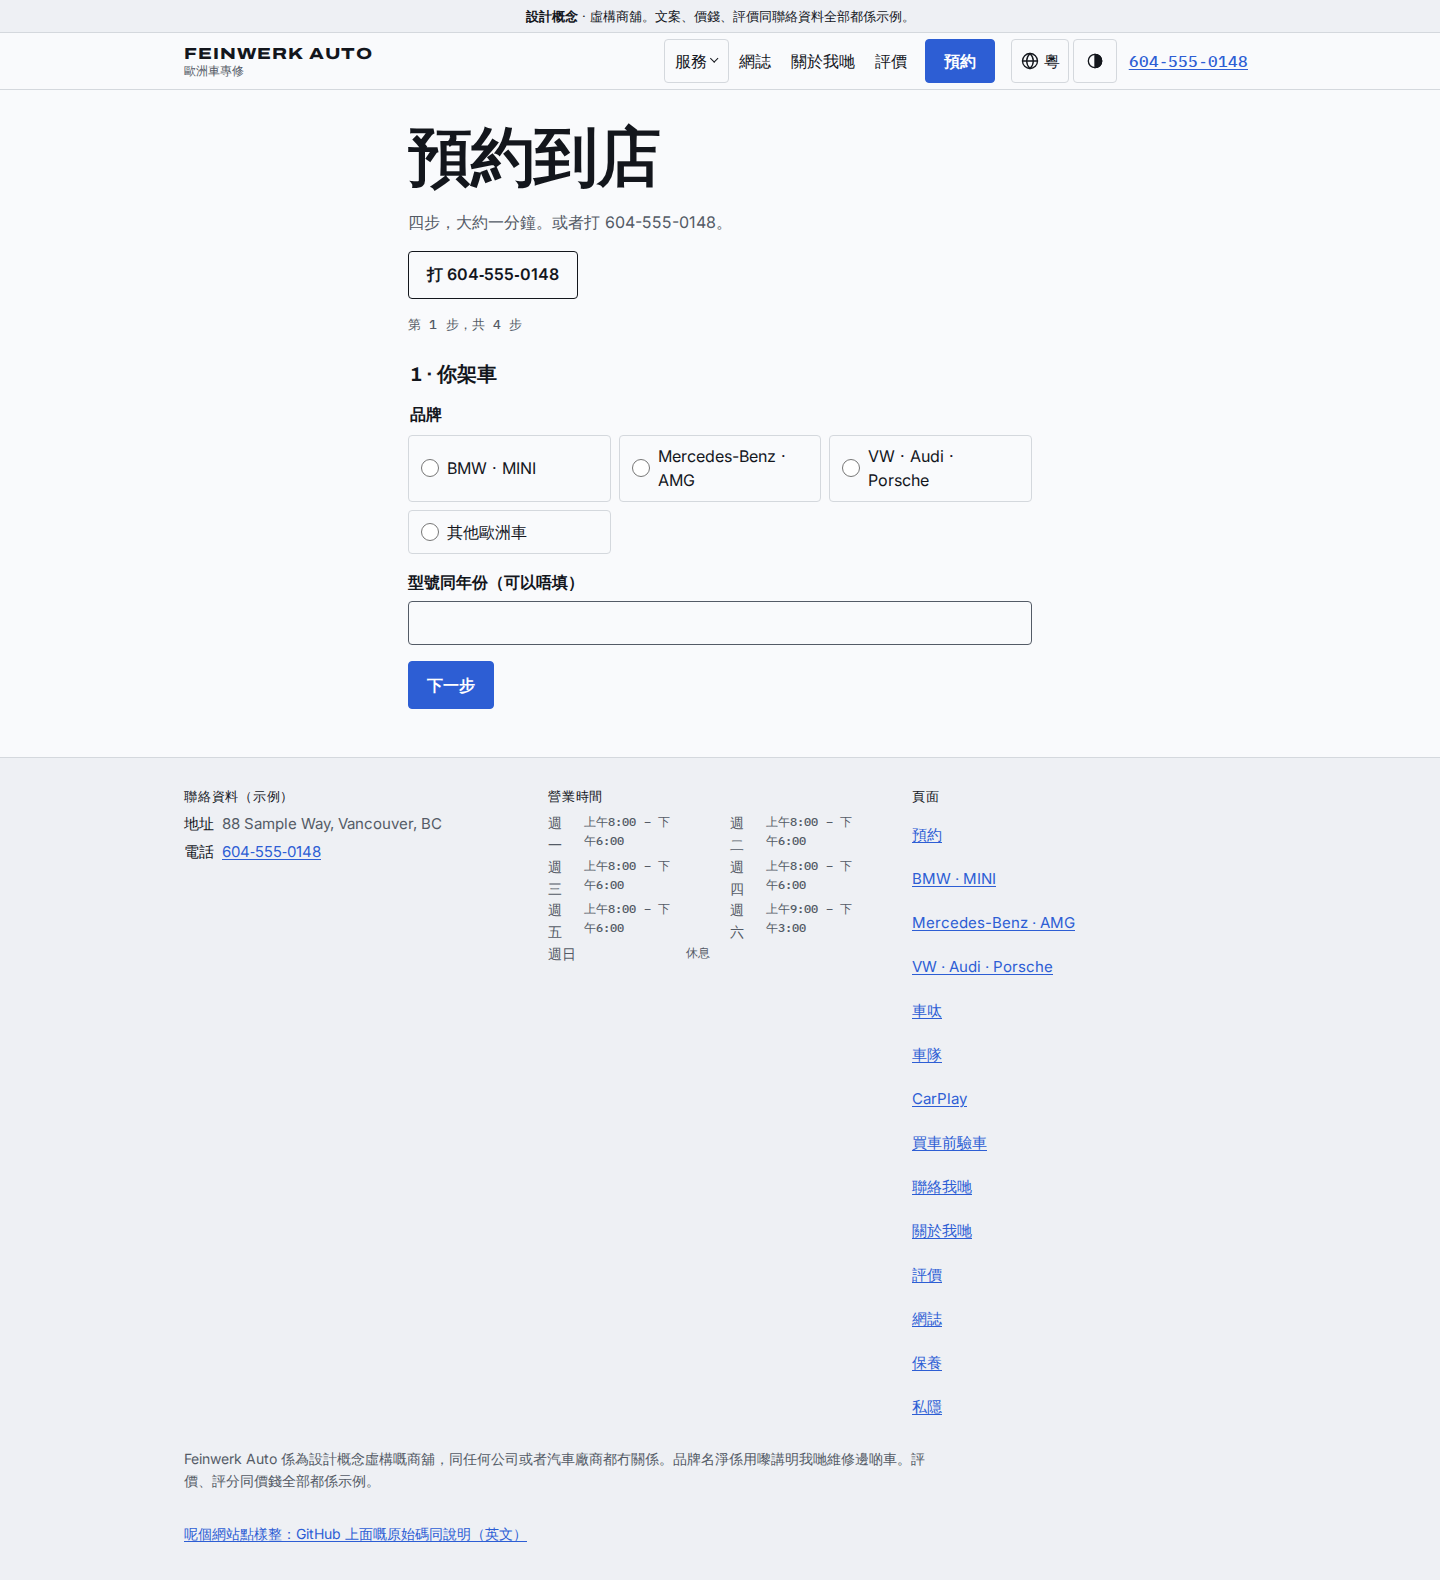 設計概念 · 虛構商舖。文案、價錢、評價同聯絡資料全部都係示例。
FEINWERK AUTO
歐洲車專修
服務 網誌 關於我哋 評價 預約 粵 604-555-0148
預約到店
四步，大約一分鐘。或者打 604-555-0148。
打 604-555-0148
第 1 步，共 4 步
1 · 你架車
品牌
BMW · MINI
Mercedes-Benz ·
AMG
VW · Audi ·
Porsche
其他歐洲車
型號同年份（可以唔填）
下一步
聯絡資料（示例）
地址 88 Sample Way, Vancouver, BC
電話 604-555-0148
營業時間
週一 上午8:00 – 下午6:00
週二 上午8:00 – 下午6:00
週三 上午8:00 – 下午6:00
週四 上午8:00 – 下午6:00
週五 上午8:00 – 下午6:00
週六 上午9:00 – 下午3:00
週日 休息
頁面
預約
BMW · MINI
Mercedes-Benz · AMG
VW · Audi · Porsche
車呔
車隊
CarPlay
買車前驗車
聯絡我哋
關於我哋
評價
網誌
保養
私隱
Feinwerk Auto 係為設計概念虛構嘅商舖，同任何公司或者汽車廠商都冇關係。品牌名淨係用嚟講明我哋維修邊啲車。評
價、評分同價錢全部都係示例。
呢個網站點樣整：GitHub 上面嘅原始碼同說明（英文）